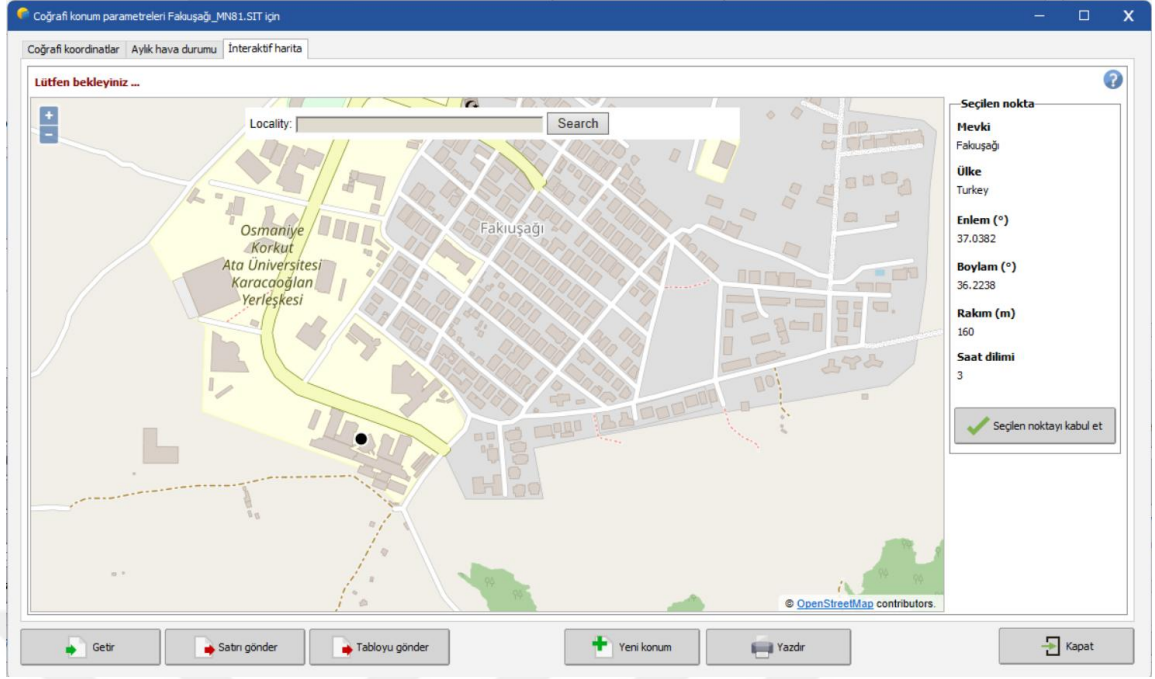 Coğrafi konum parametreleri Fakıuşağı_MN81.SIT için
Coğrafi koordinatlar Aylık hava durumu İnteraktif harita
Lütfen bekleyiniz ...
Locality: Search
Fakıuşağı
Osmaniye
Korkut
Ata Üniversitesi
Karacaoğlan
Yerleşkesi
© OpenStreetMap contributors.
Seçilen nokta
Mevki
Fakıuşağı
Ülke
Turkey
Enlem (°)
37.0382
Boylam (°)
36.2238
Rakım (m)
160
Saat dilimi
3
Seçilen noktayı kabul et
Getir Satırı gönder Tabloyu gönder Yeni konum Yazdır Kapat